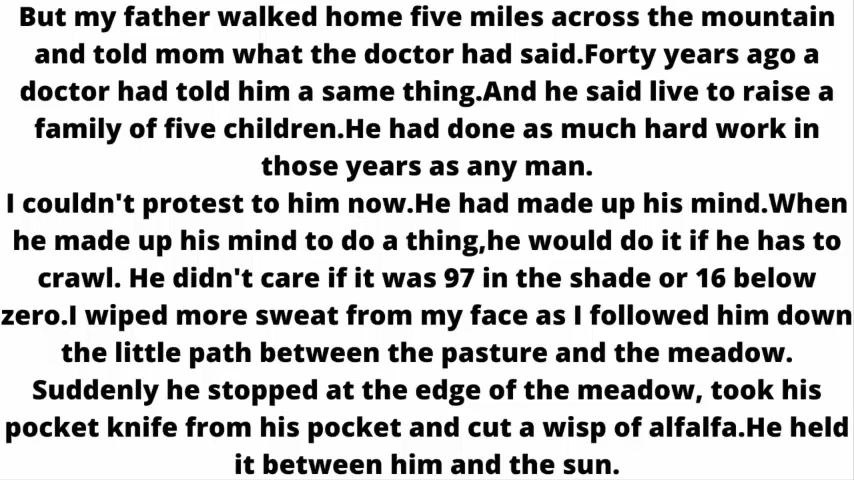 But my father walked home five miles across the mountain
and told mom what the doctor had said.Forty years ago a
doctor had told him a same thing.And he said live to raise a
family of five children.He had done as much hard work in
those years as any man.
I couldn't protest to him now.He had made up his mind.When
he made up his mind to do a thing,he would do it if he has to
crawl. He didn't care if it was 97 in the shade or 16 below
zero.I wiped more sweat from my face as I followed him down
the little path between the pasture and the meadow.
Suddenly he stopped at the edge of the meadow, took his
pocket knife from his pocket and cut a wisp of alfalfa.He held
it between him and the sun.